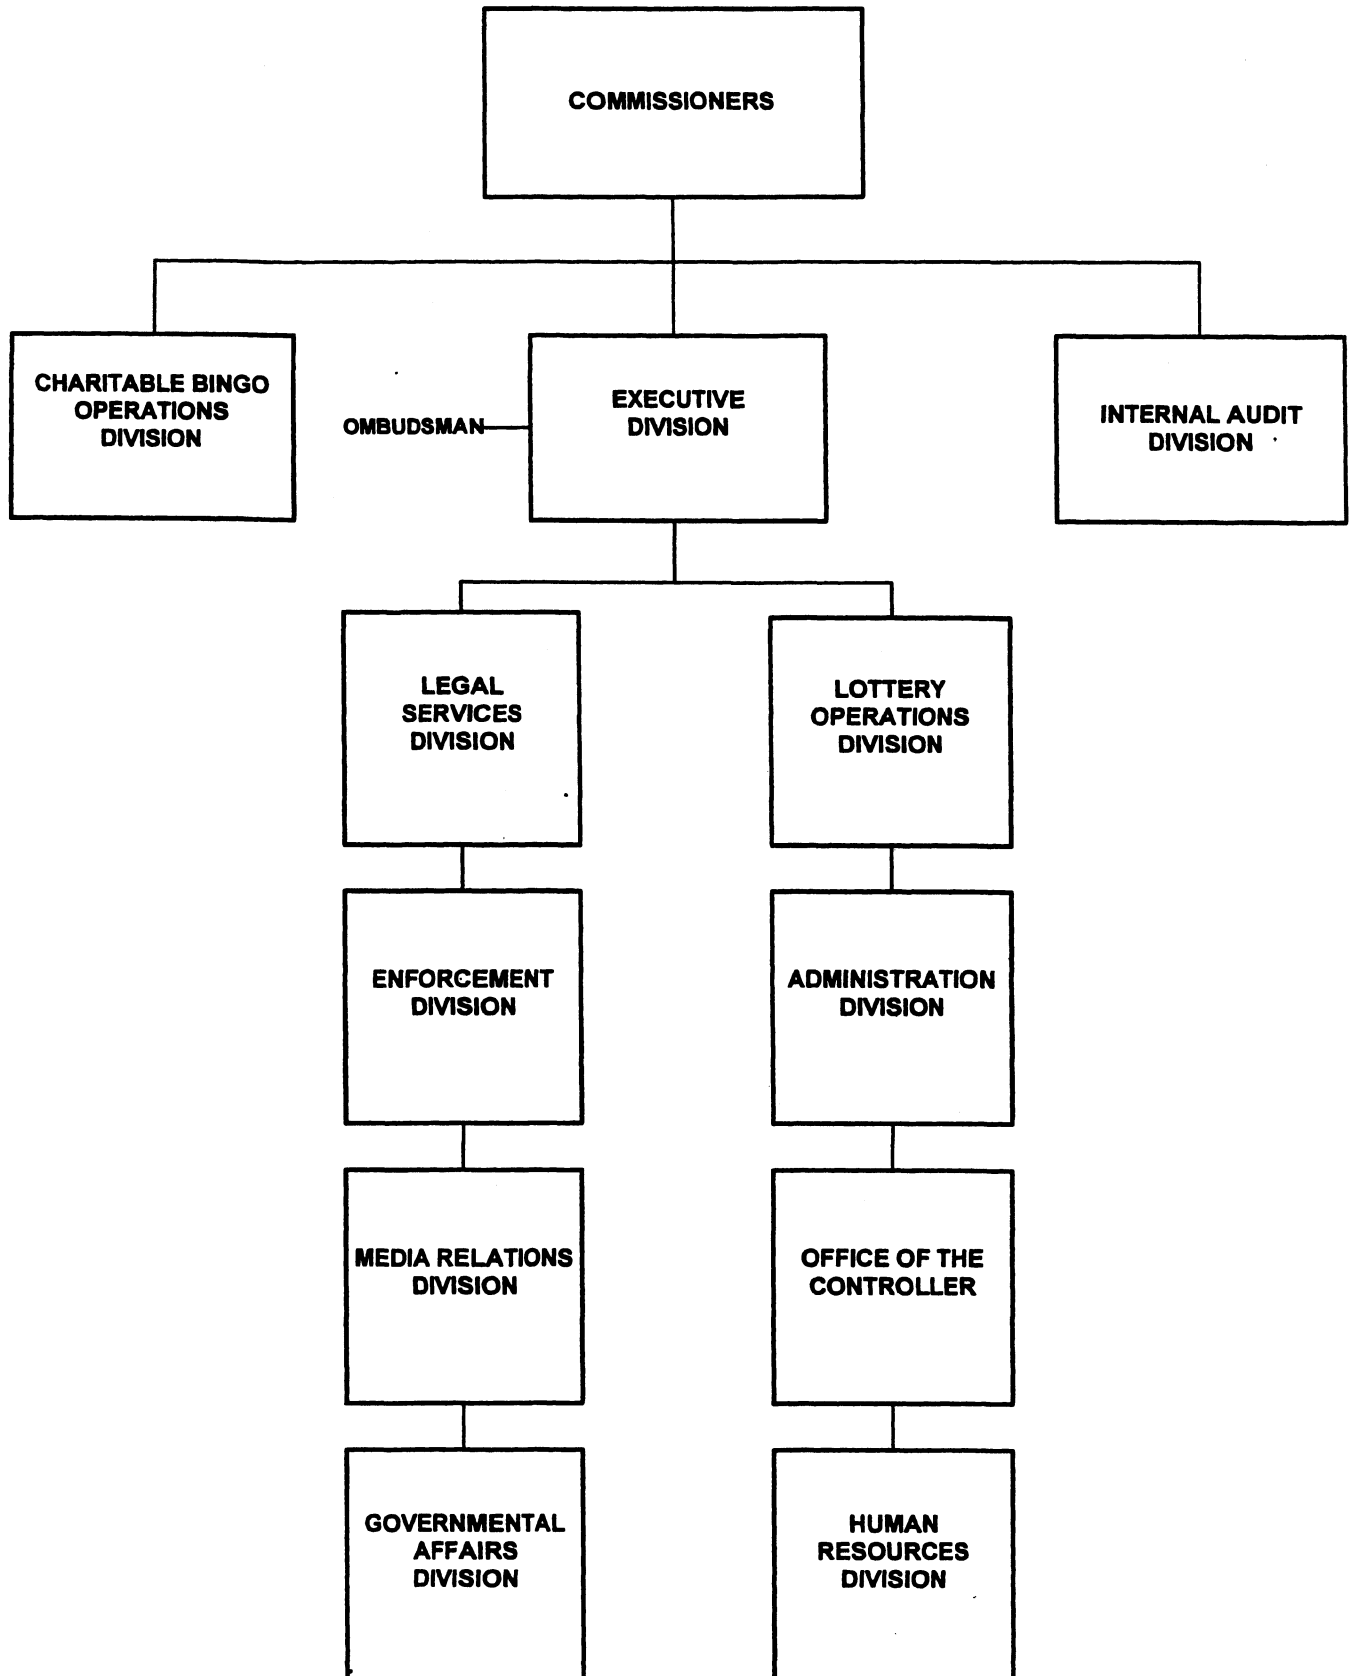 COMMISSIONERS
CHARITABLE BINGO
OPERATIONS
DIVISION
OMBUDSMAN
EXECUTIVE
DIVISION
INTERNAL AUDIT
DIVISION
LEGAL
SERVICES
DIVISION
LOTTERY
OPERATIONS
DIVISION
ENFORCEMENT
DIVISION
ADMINISTRATION
DIVISION
MEDIA RELATIONS
DIVISION
OFFICE OF THE
CONTROLLER
GOVERNMENTAL
AFFAIRS
DIVISION
HUMAN
RESOURCES
DIVISION